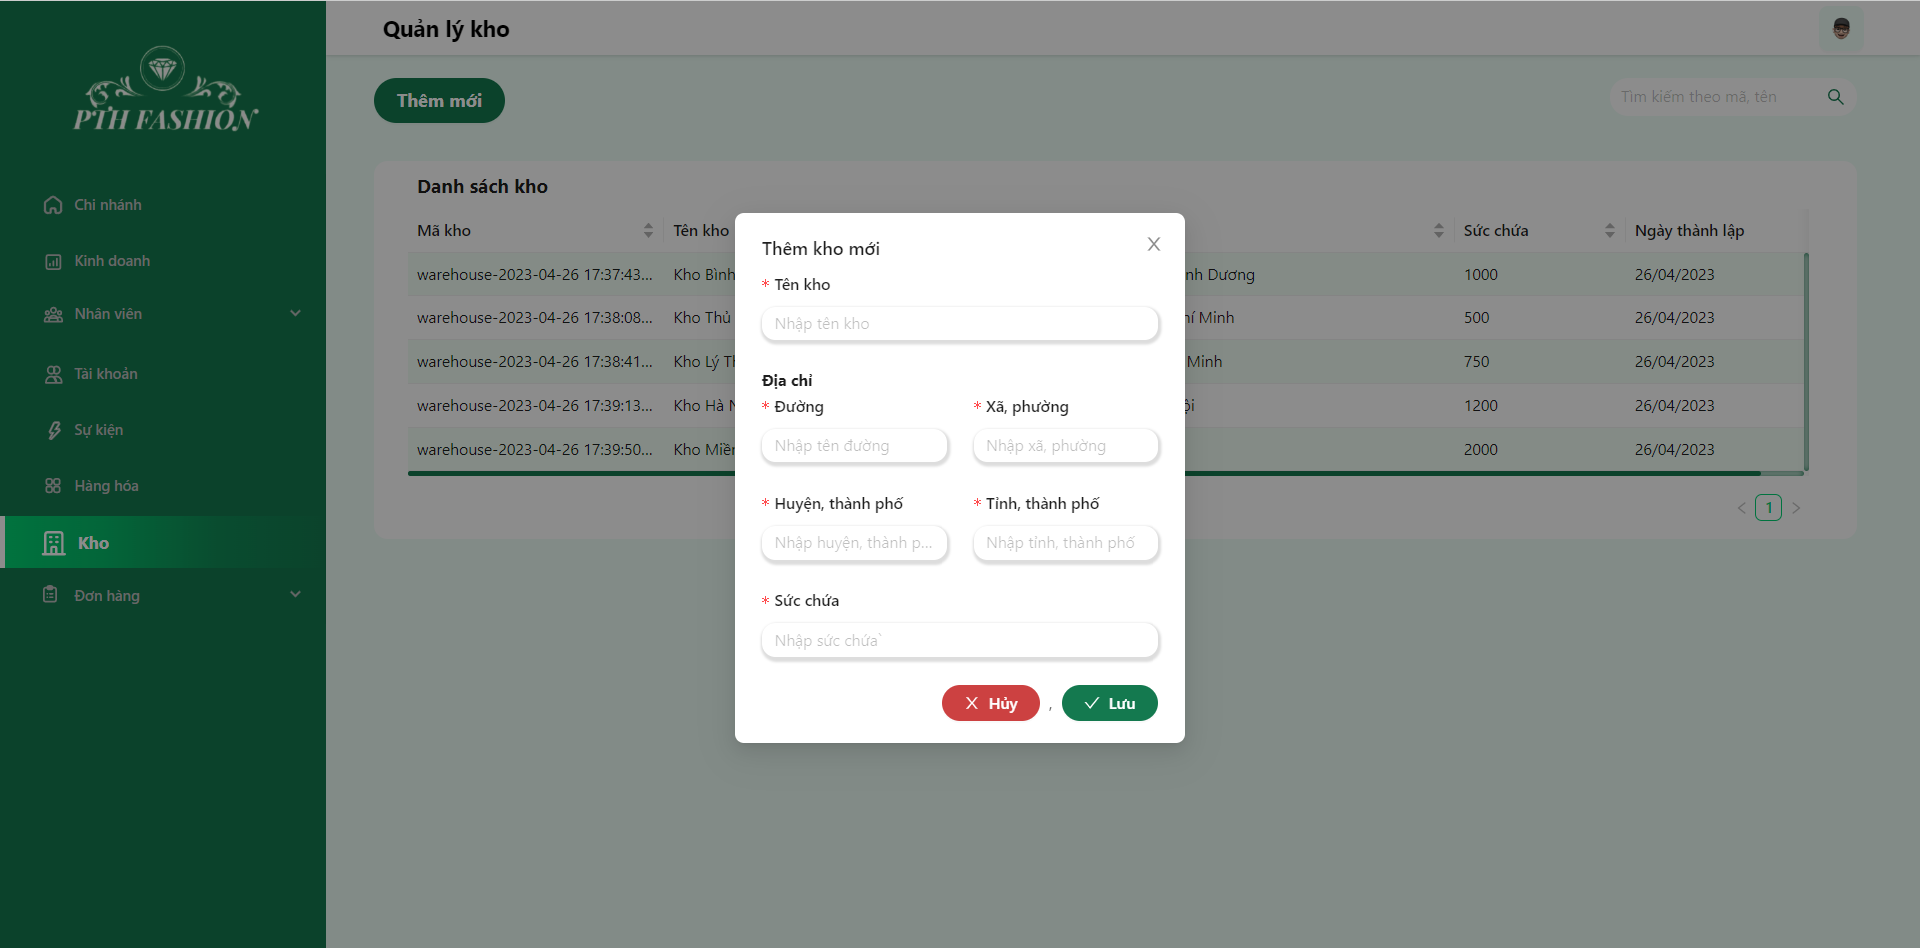 PTH FASHION
Chi nhánh
Kinh doanh
Nhân viên
Tài khoản
Sự kiện
Hàng hóa
Kho
Đơn hàng
Quản lý kho
Thêm mới
Tìm kiếm theo mã, tên
Danh sách kho
Mã kho Tên kho Sức chứa Ngày thành lập
warehouse-2023-04-26 17:37:43... Kho Bình nh Dương 1000 26/04/2023
warehouse-2023-04-26 17:38:08... Kho Thủ hí Minh 500 26/04/2023
warehouse-2023-04-26 17:38:41... Kho Lý Th Minh 750 26/04/2023
warehouse-2023-04-26 17:39:13... Kho Hà N ội 1200 26/04/2023
warehouse-2023-04-26 17:39:50... Kho Miền 2000 26/04/2023
1
Thêm kho mới
* Tên kho
Nhập tên kho
Địa chỉ
* Đường * Xã, phường
Nhập tên đường Nhập xã, phường
* Huyện, thành phố * Tỉnh, thành phố
Nhập huyện, thành p... Nhập tỉnh, thành phố
* Sức chứa
Nhập sức chứa`
Hủy , Lưu